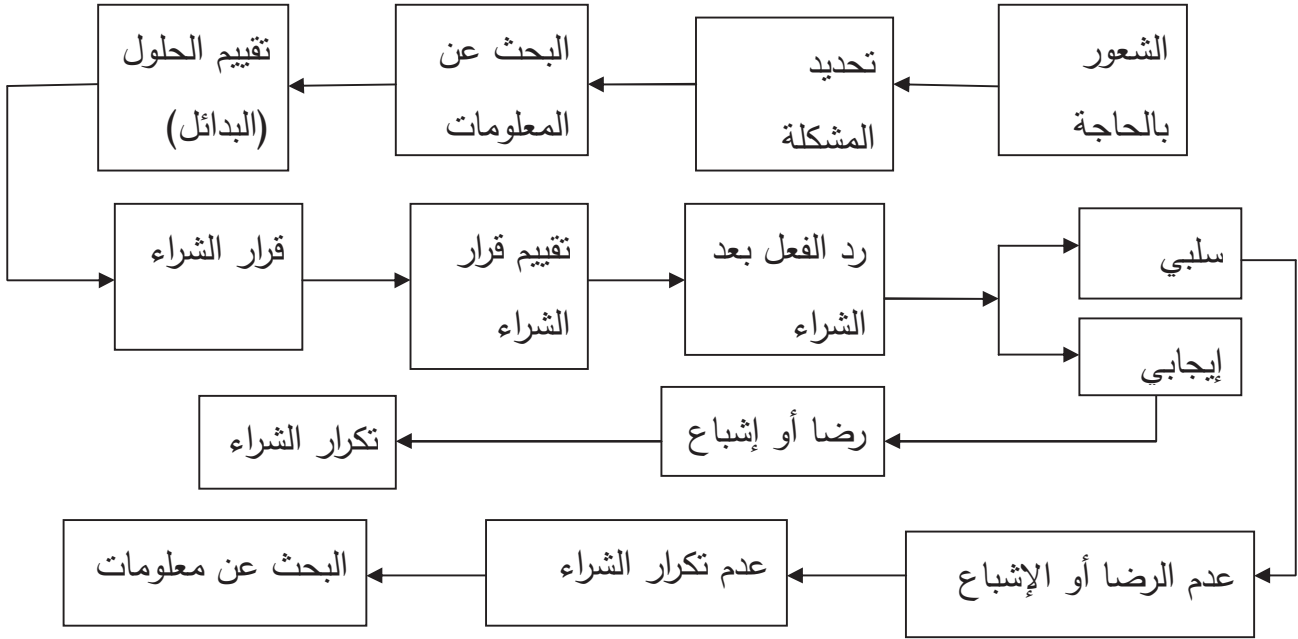 الشعور
بالحاجة
تحديد
المشكلة
البحث عن
المعلومات
تقييم الحلول
(البدائل)
قرار الشراء
تقييم قرار
الشراء
رد الفعل بعد
الشراء
سلبي
إيجابي
رضا أو إشباع
تكرار الشراء
عدم الرضا أو الإشباع
عدم تكرار الشراء
البحث عن معلومات